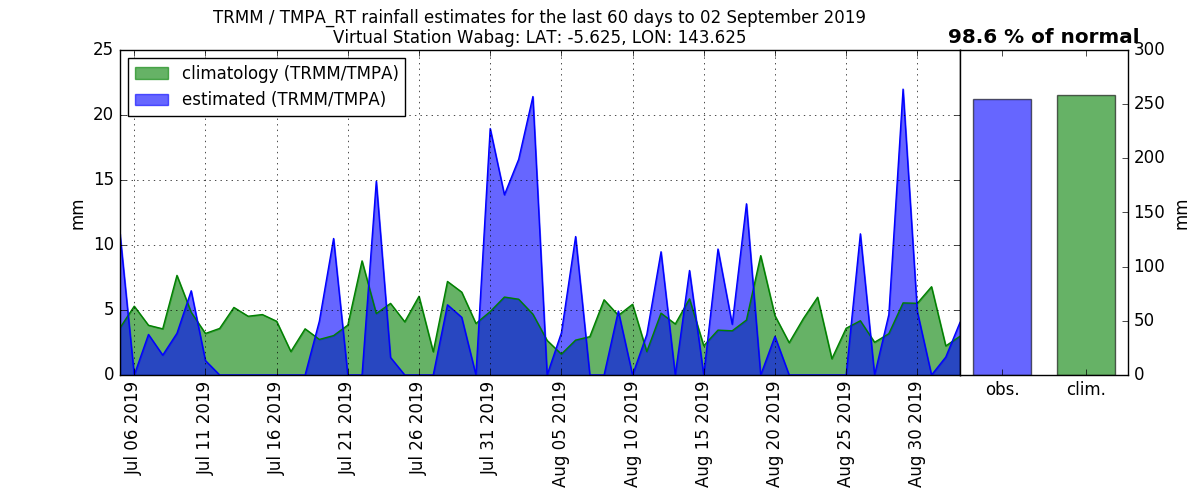 TRMM / TMPA_RT rainfall estimates for the last 60 days to 02 September 2019
Virtual Station Wabag: LAT: -5.625, LON: 143.625
98.6 % of normal
climatology (TRMM/TMPA)
estimated (TRMM/TMPA)
25
20
15
10
5
0
mm
Jul 06 2019
Jul 11 2019
Jul 16 2019
Jul 21 2019
Jul 26 2019
Jul 31 2019
Aug 05 2019
Aug 10 2019
Aug 15 2019
Aug 20 2019
Aug 25 2019
Aug 30 2019
obs.
clim.
300
250
200
150
100
50
0
mm